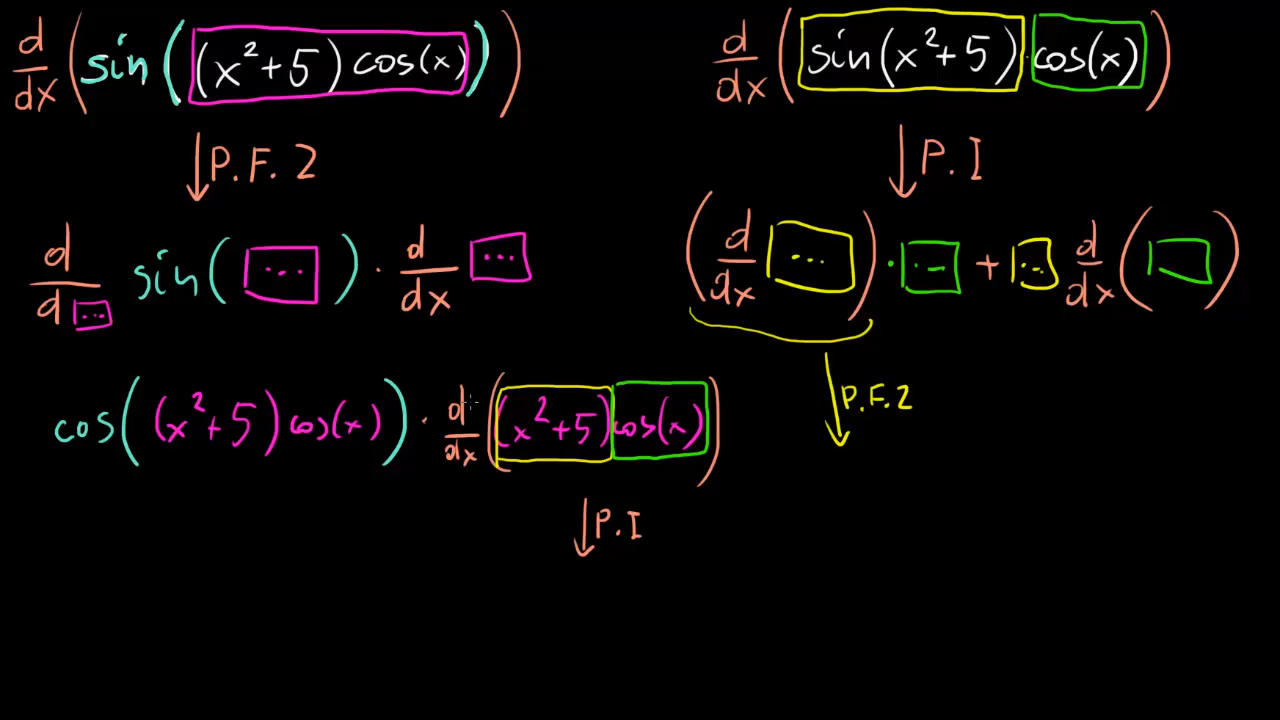 d/dx ( sin ( (x²+5) cos(x) ) )
↓ P.F. 2
d/d[...] sin( [...] ) · d/dx [...]
cos( (x²+5) cos(x) ) · d/dx ( (x²+5) cos(x) )
↓ P.I
d/dx ( sin(x²+5) · cos(x) )
↓ P.I
( d/dx [...] ) · [...] + [...] d/dx ( [ ] )
↓ P.F.2